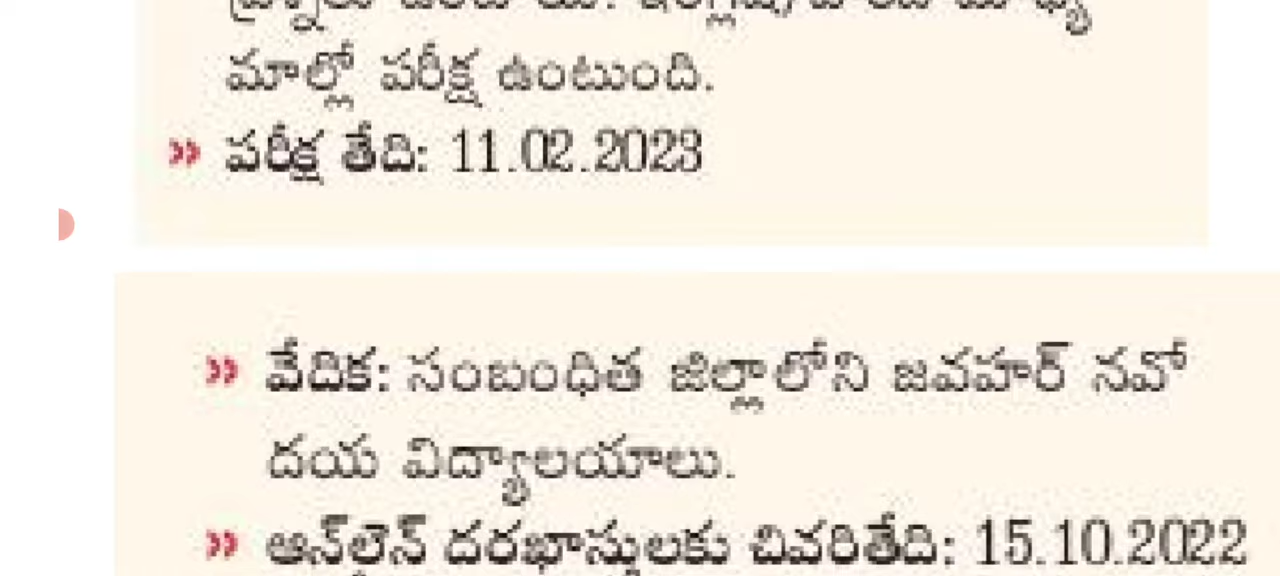 మాల్లో పరీక్ష ఉంటుంది.
» పరీక్ష తేది: 11.02.2023
» వేదిక: సంబంధిత జిల్లాలోని జవహర్ నవో
దయ విద్యాలయాలు.
» ఆన్‌లైన్ దరఖాస్తులకు చివరితేది: 15.10.2022